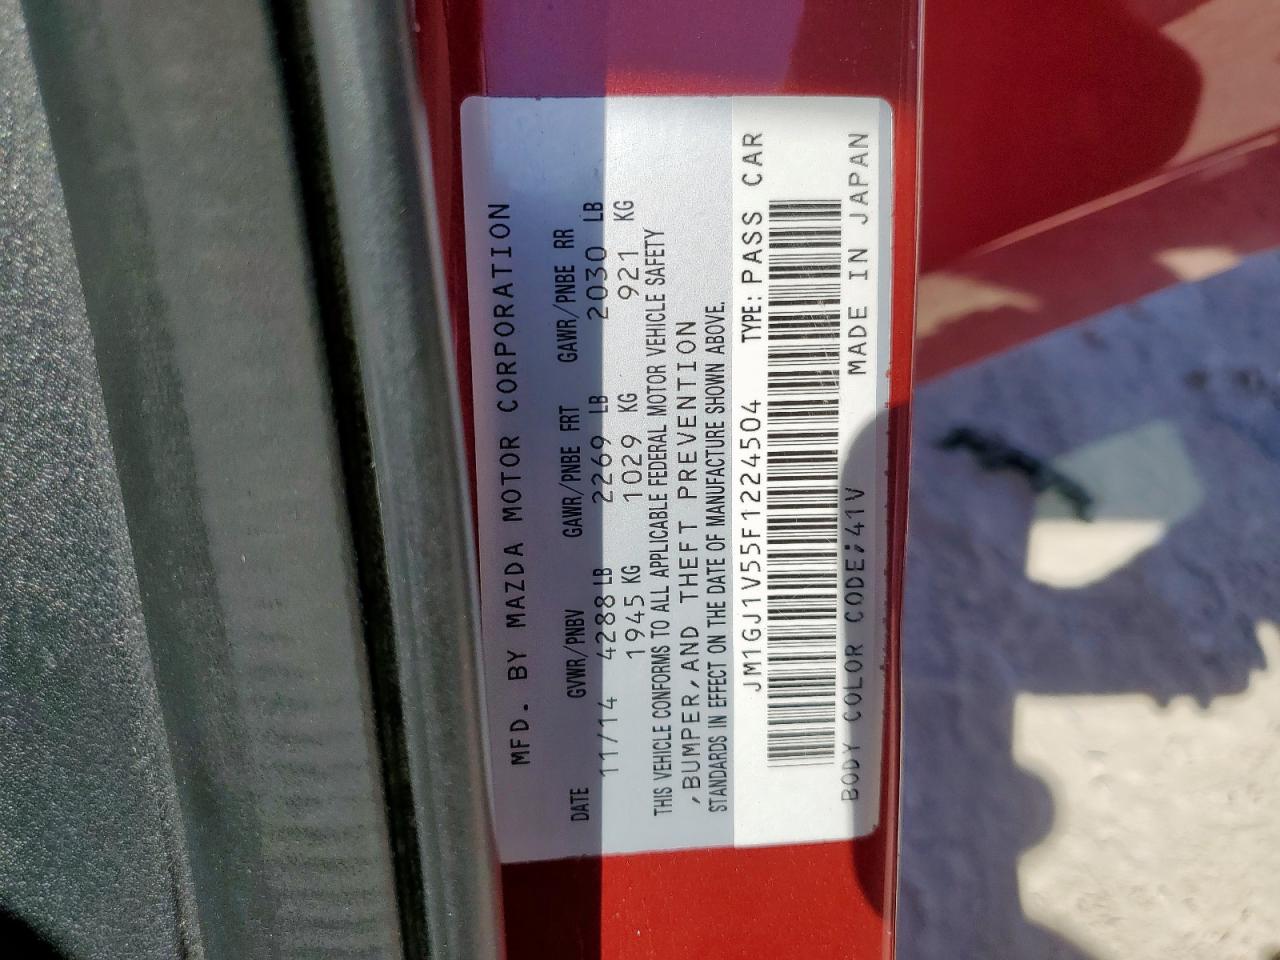 MFD. BY MAZDA MOTOR CORPORATION
DATE GVWR/PNBV GAWR/PNBE FRT GAWR/PNBE RR
11/14 4288 LB 2269 LB 2030 LB
1945 KG 1029 KG 921 KG
THIS VEHICLE CONFORMS TO ALL APPLICABLE FEDERAL MOTOR VEHICLE SAFETY
,BUMPER,AND THEFT PREVENTION
STANDARDS IN EFFECT ON THE DATE OF MANUFACTURE SHOWN ABOVE.
JM1GJ1V55F1224504 TYPE: PASS CAR
BODY COLOR CODE;41V MADE IN JAPAN